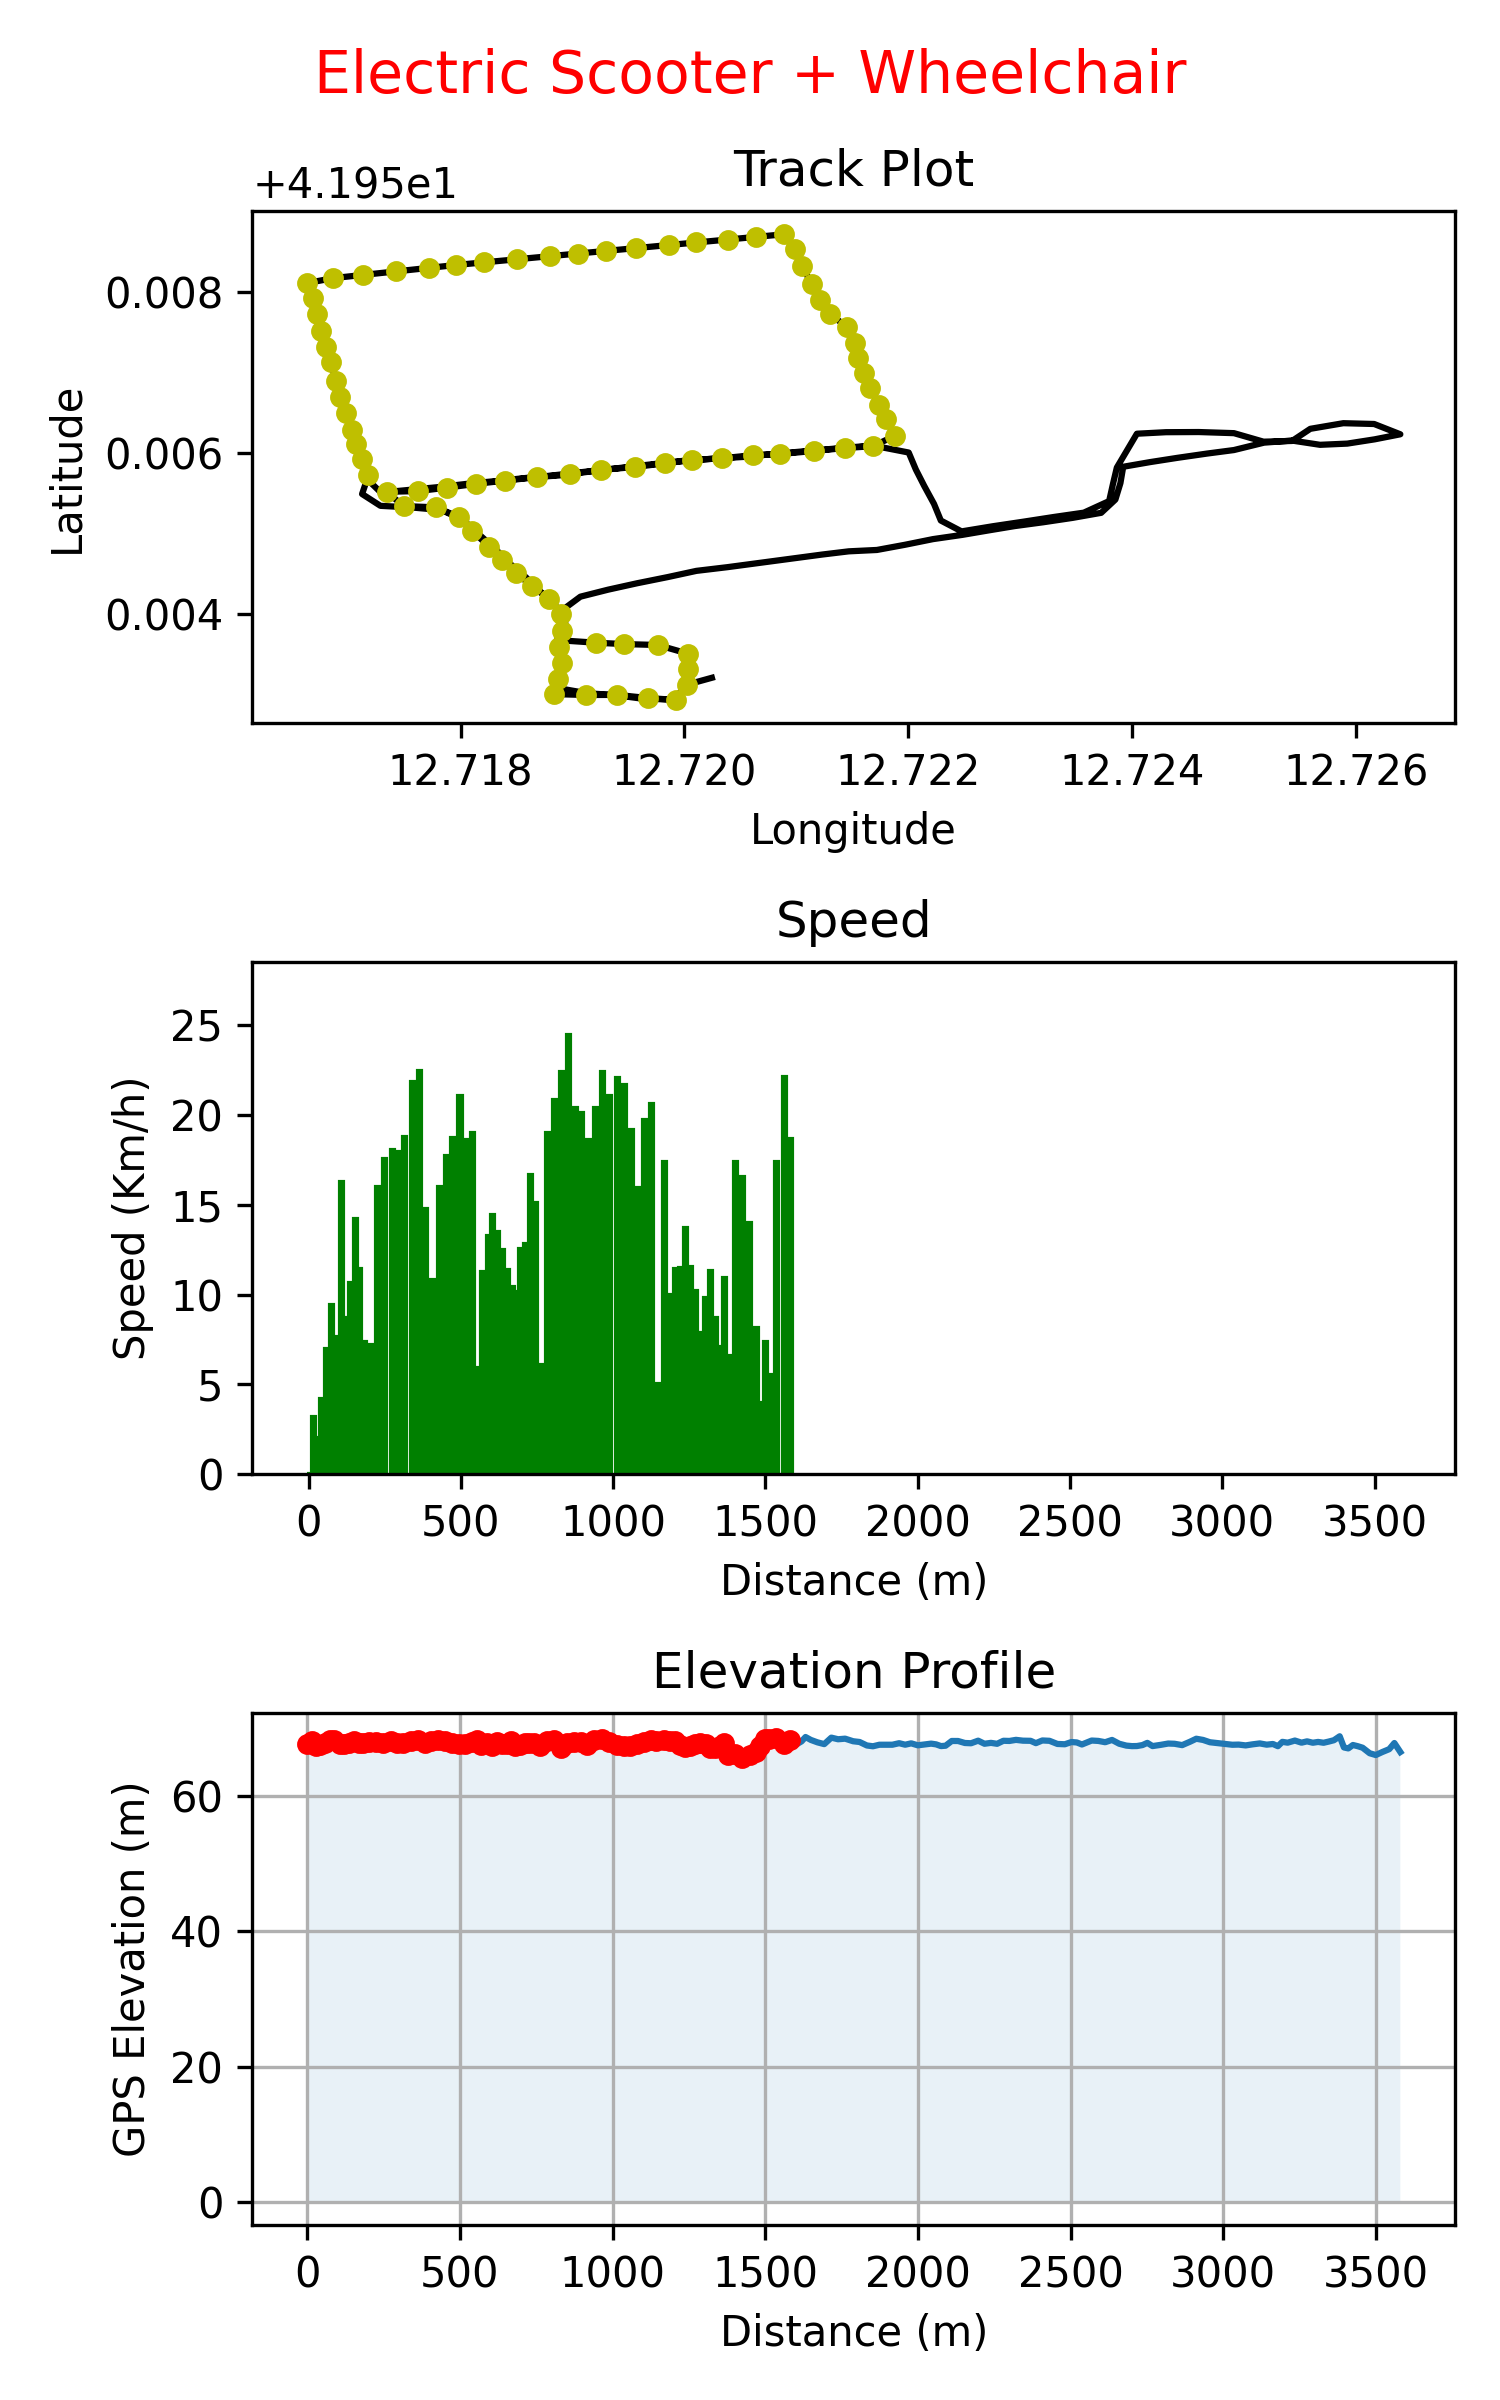 Electric Scooter + Wheelchair
Track Plot
+4.195e1
0.008
0.006
0.004
Latitude
12.718 12.720 12.722 12.724 12.726
Longitude
Speed
25
20
15
10
5
0
Speed (Km/h)
0 500 1000 1500 2000 2500 3000 3500
Distance (m)
Elevation Profile
60
40
20
0
GPS Elevation (m)
0 500 1000 1500 2000 2500 3000 3500
Distance (m)